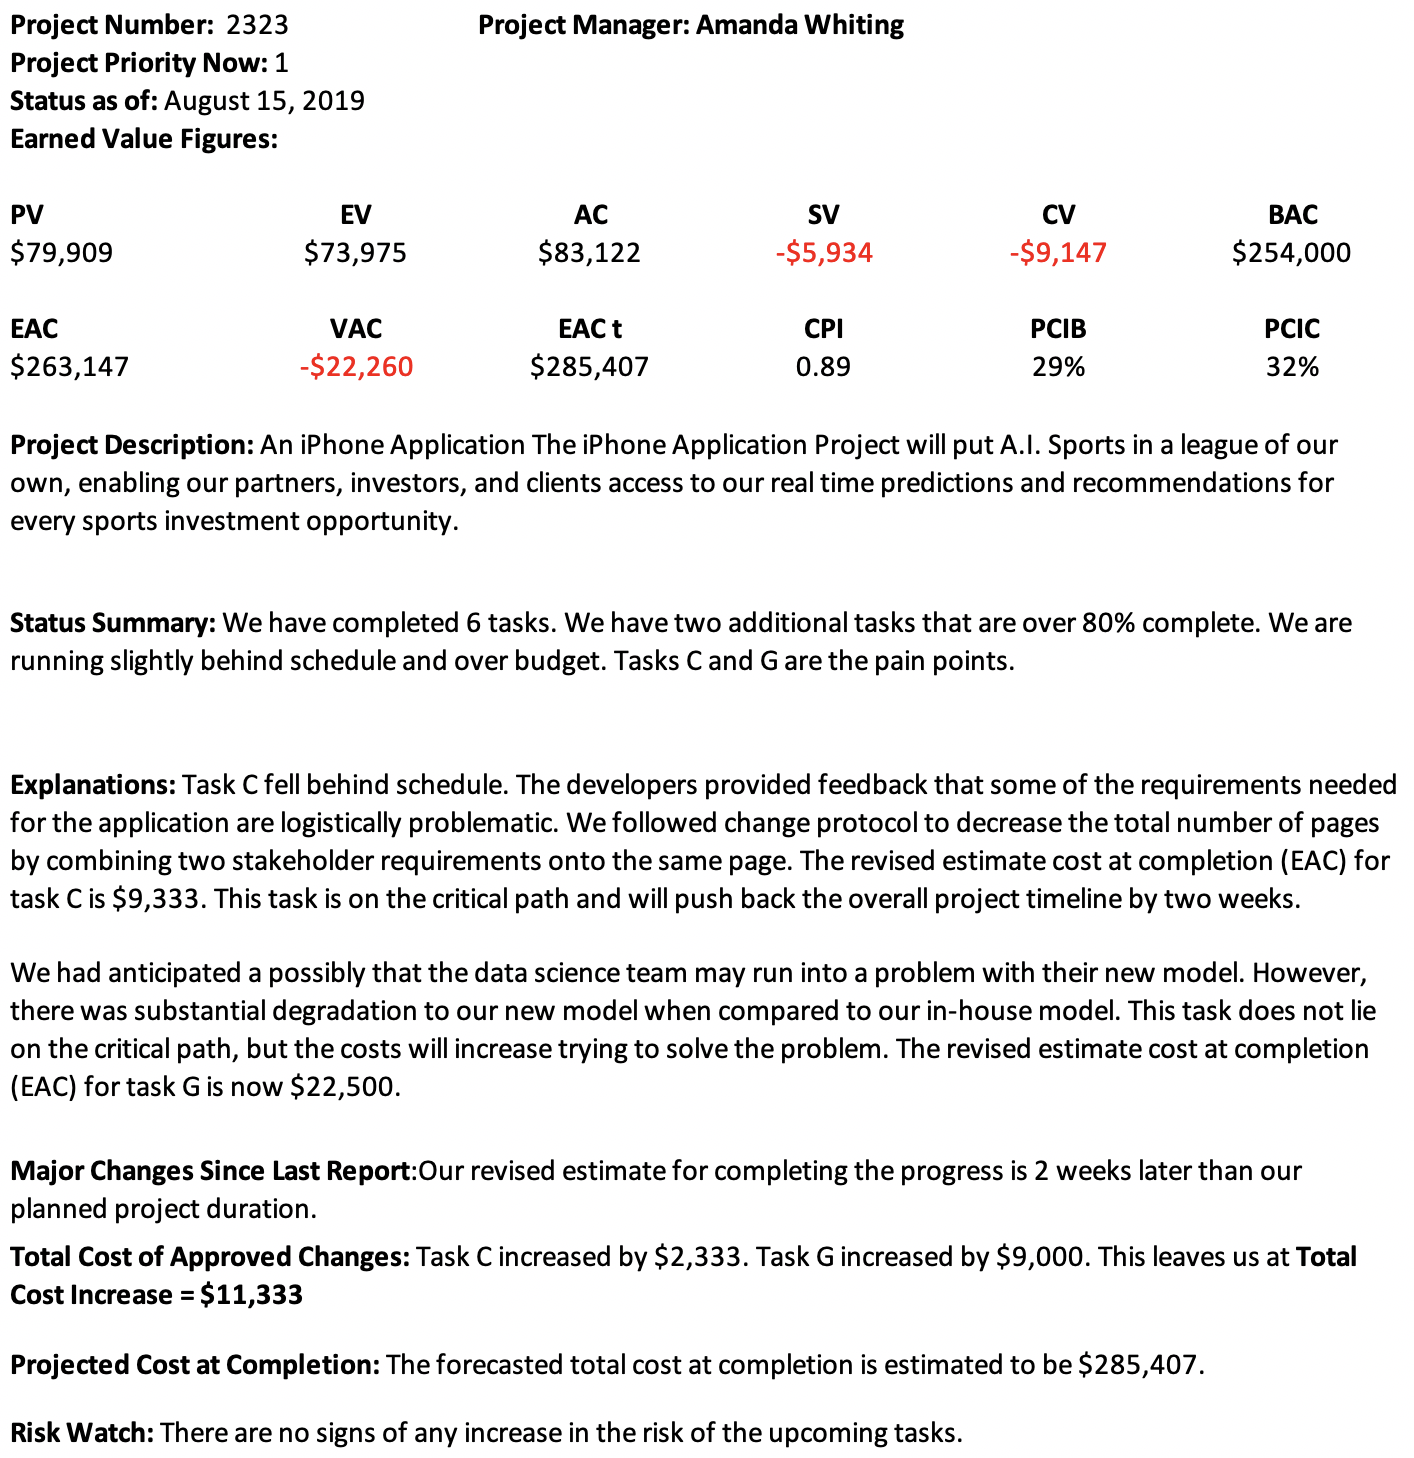 Project Number: 2323 Project Manager: Amanda Whiting
Project Priority Now: 1
Status as of: August 15, 2019
Earned Value Figures:
PV EV AC SV CV BAC
$79,909 $73,975 $83,122 -$5,934 -$9,147 $254,000
EAC VAC EAC t CPI PCIB PCIC
$263,147 -$22,260 $285,407 0.89 29% 32%
Project Description: An iPhone Application The iPhone Application Project will put A.I. Sports in a league of our
own, enabling our partners, investors, and clients access to our real time predictions and recommendations for
every sports investment opportunity.
Status Summary: We have completed 6 tasks. We have two additional tasks that are over 80% complete. We are
running slightly behind schedule and over budget. Tasks C and G are the pain points.
Explanations: Task C fell behind schedule. The developers provided feedback that some of the requirements needed
for the application are logistically problematic. We followed change protocol to decrease the total number of pages
by combining two stakeholder requirements onto the same page. The revised estimate cost at completion (EAC) for
task C is $9,333. This task is on the critical path and will push back the overall project timeline by two weeks.
We had anticipated a possibly that the data science team may run into a problem with their new model. However,
there was substantial degradation to our new model when compared to our in-house model. This task does not lie
on the critical path, but the costs will increase trying to solve the problem. The revised estimate cost at completion
(EAC) for task G is now $22,500.
Major Changes Since Last Report:Our revised estimate for completing the progress is 2 weeks later than our
planned project duration.
Total Cost of Approved Changes: Task C increased by $2,333. Task G increased by $9,000. This leaves us at Total
Cost Increase = $11,333
Projected Cost at Completion: The forecasted total cost at completion is estimated to be $285,407.
Risk Watch: There are no signs of any increase in the risk of the upcoming tasks.